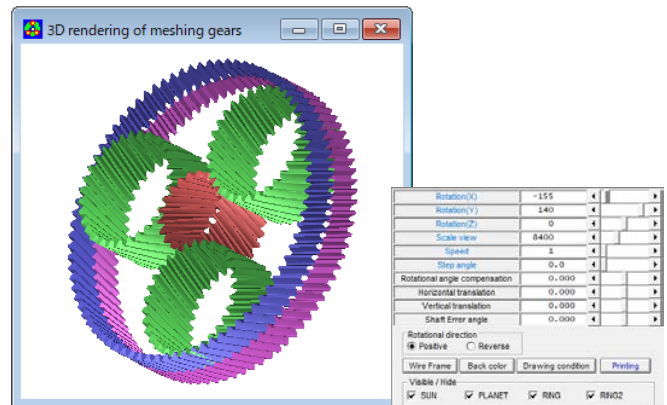 3D rendering of meshing gears
Rotation(X) -155
Rotation(Y) 140
Rotation(Z) 0
Scale view 8400
Speed 1
Step angle 0.0
Rotational angle compensation 0.000
Horizontal translation 0.000
Vertical translation 0.000
Shaft Error angle 0.000
Rotational direction
Positive Reverse
Wire Frame Back color Drawing condition Printing
Visible / Hide
SUN PLANET RING RING2